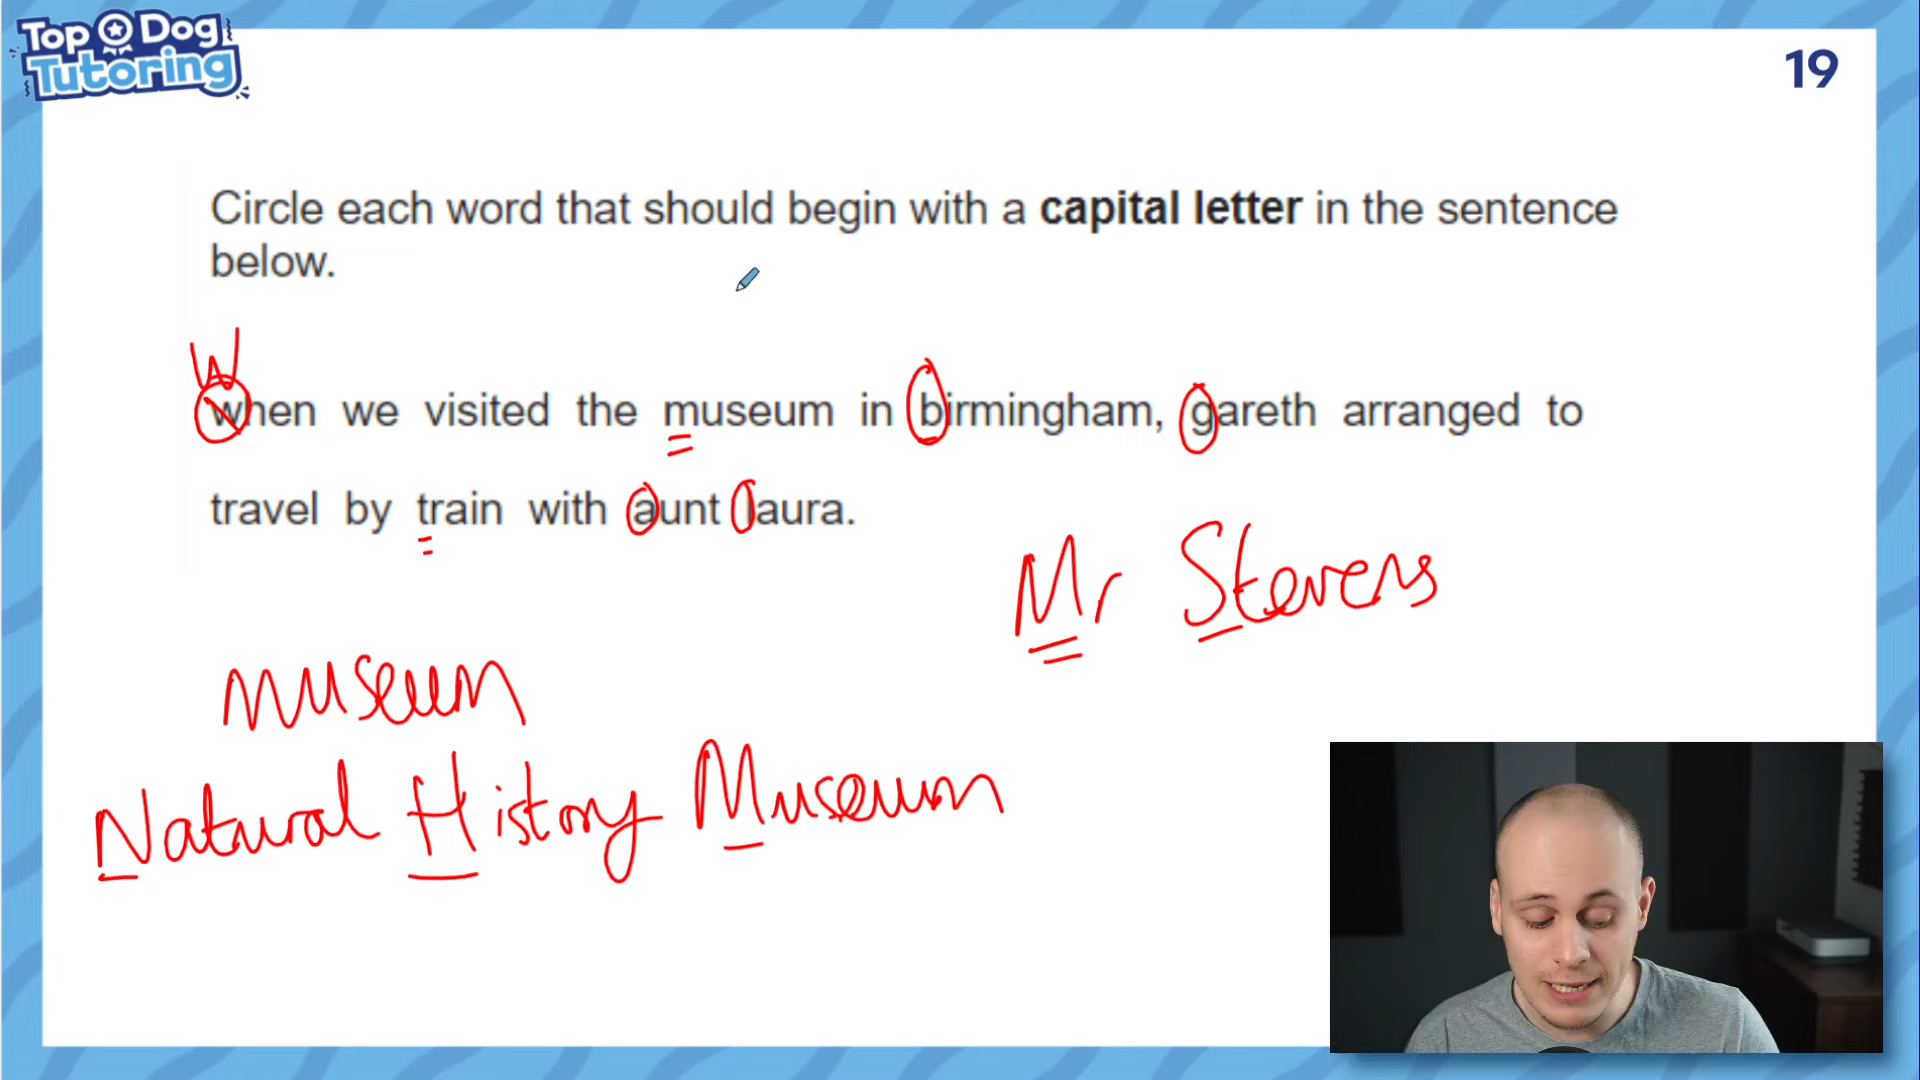 Top Dog
Tutoring
19
Circle each word that should begin with a capital letter in the sentence
below.
W
when we visited the museum in birmingham, gareth arranged to
travel by train with aunt laura.
Mr Stevens
museum
Natural History Museum